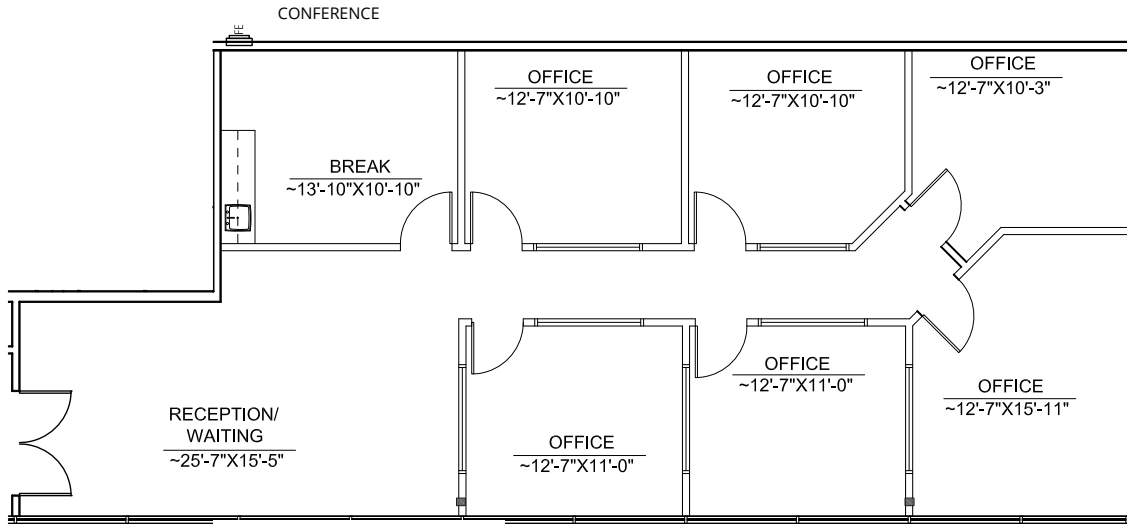 CONFERENCE
FE
OFFICE
~12'-7"X10'-10"
OFFICE
~12'-7"X10'-10"
OFFICE
~12'-7"X10'-3"
BREAK
~13'-10"X10'-10"
RECEPTION/
WAITING
~25'-7"X15'-5"
OFFICE
~12'-7"X11'-0"
OFFICE
~12'-7"X11'-0"
OFFICE
~12'-7"X15'-11"